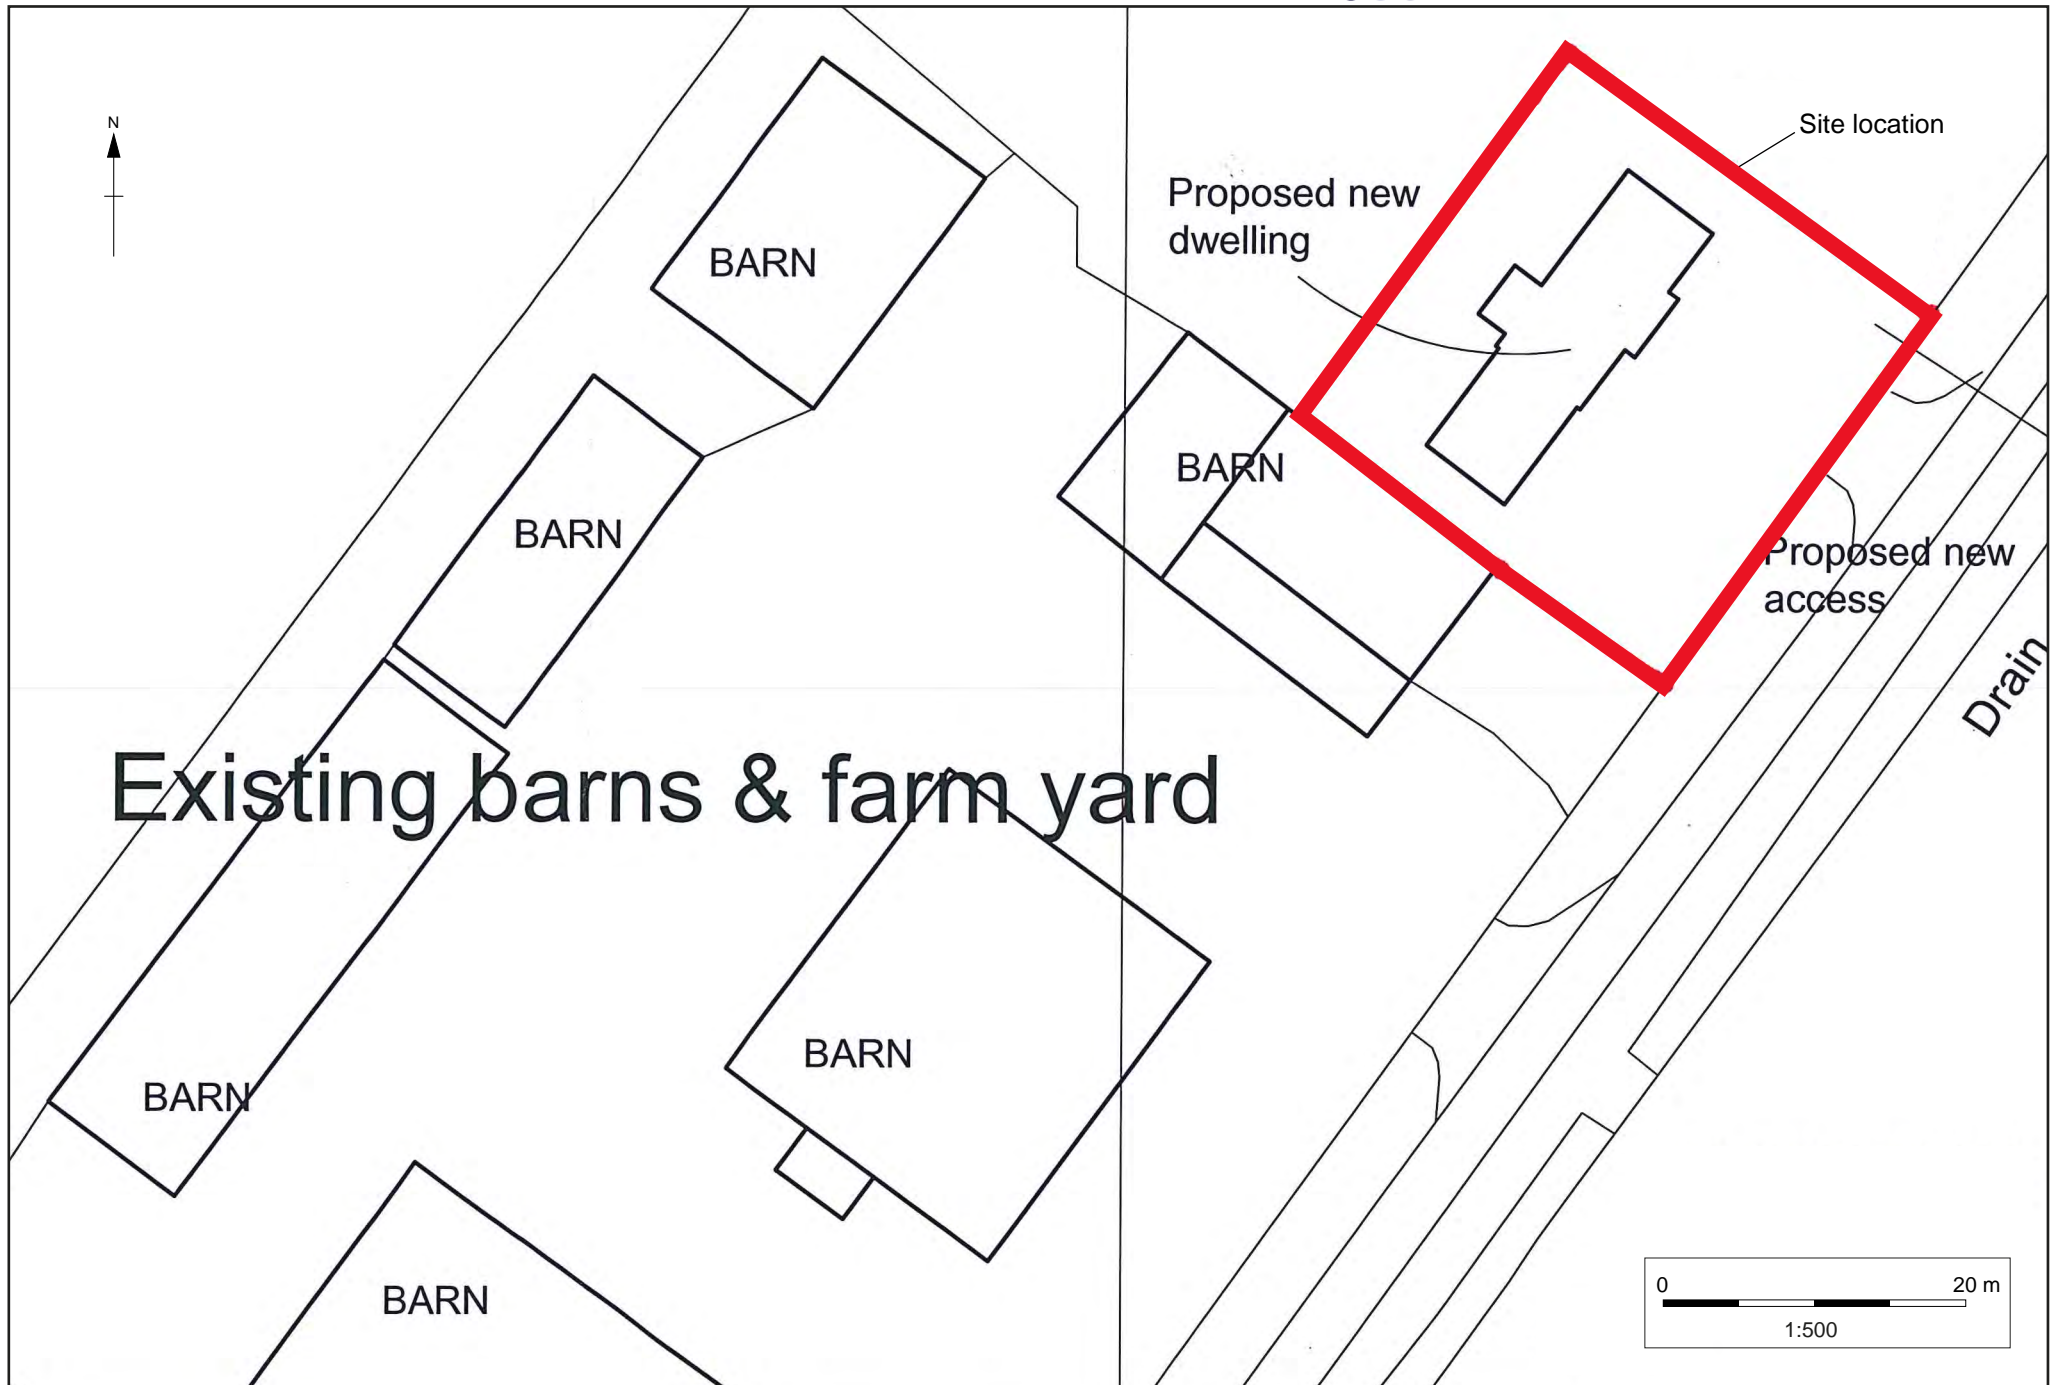 N
Site location
Proposed new
dwelling
BARN
BARN
BARN
Proposed new
access
Drain
Existing barns & farm yard
BARN
BARN
BARN
0 20 m
1:500